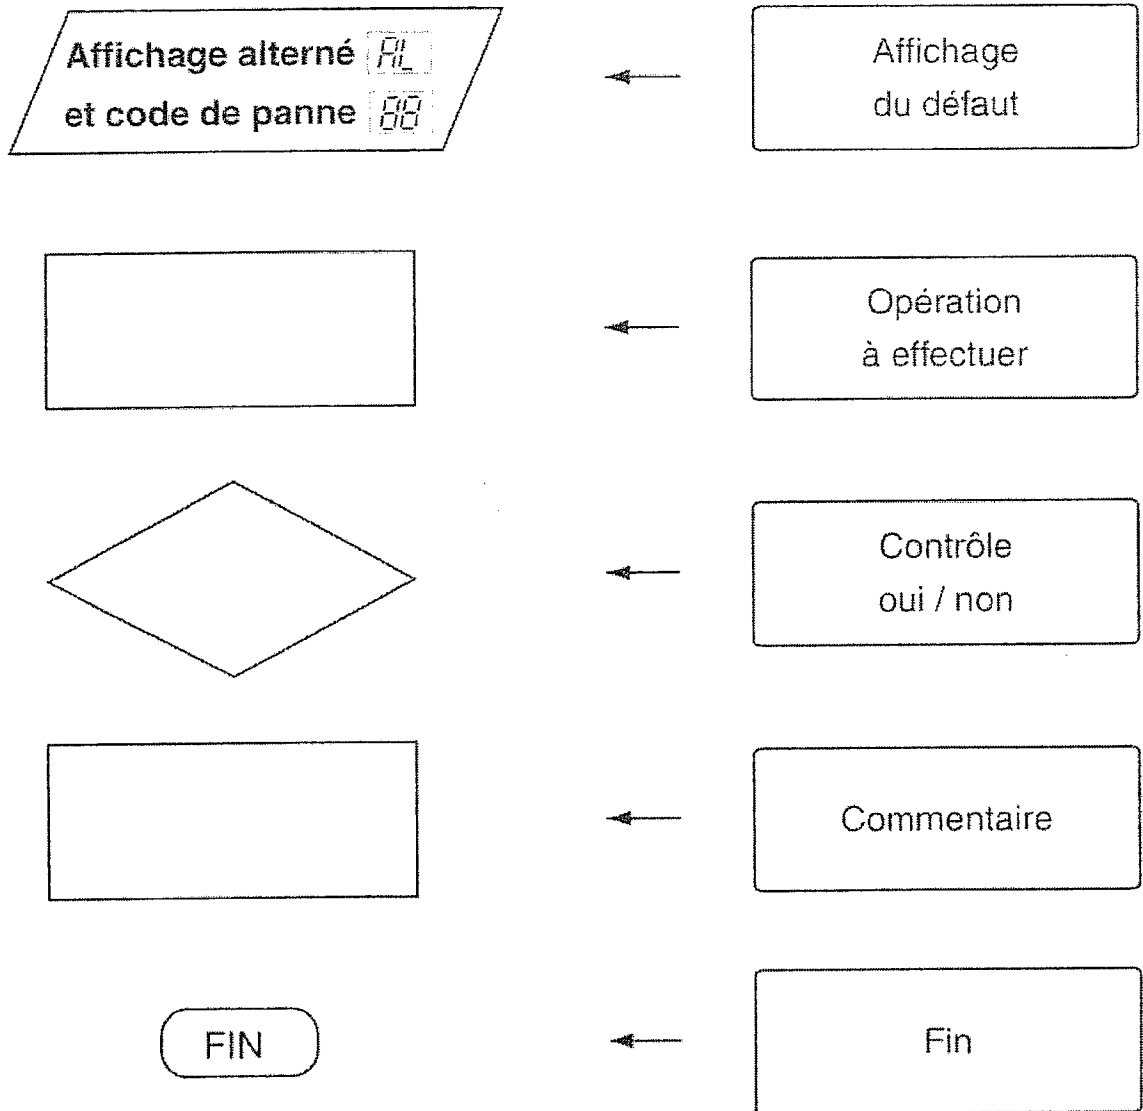 Affichage alterné AL
et code de panne 88
Affichage
du défaut
Opération
à effectuer
Contrôle
oui / non
Commentaire
FIN
Fin